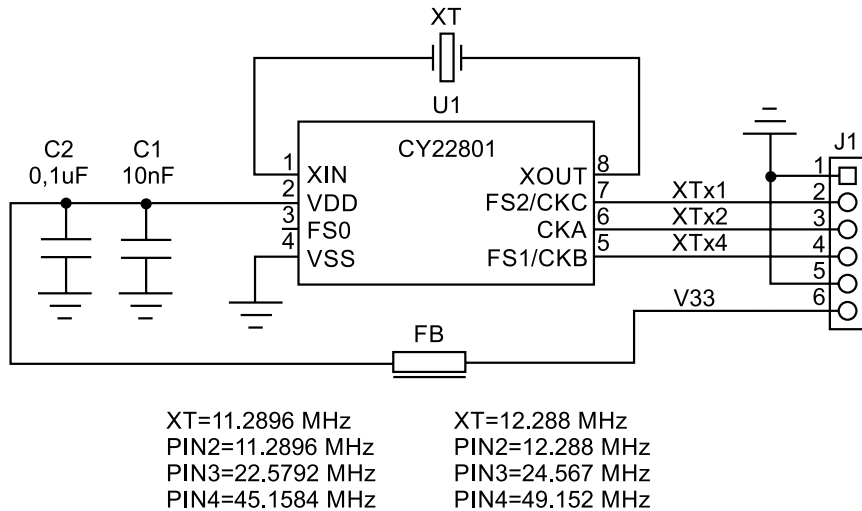 XT
U1
CY22801
C2
0,1uF
C1
10nF
1 XIN
2 VDD
3 FS0
4 VSS
XOUT 8
FS2/CKC 7
CKA 6
FS1/CKB 5
XTx1
XTx2
XTx4
V33
J1
1
2
3
4
5
6
FB
XT=11.2896 MHz
PIN2=11.2896 MHz
PIN3=22.5792 MHz
PIN4=45.1584 MHz
XT=12.288 MHz
PIN2=12.288 MHz
PIN3=24.567 MHz
PIN4=49.152 MHz